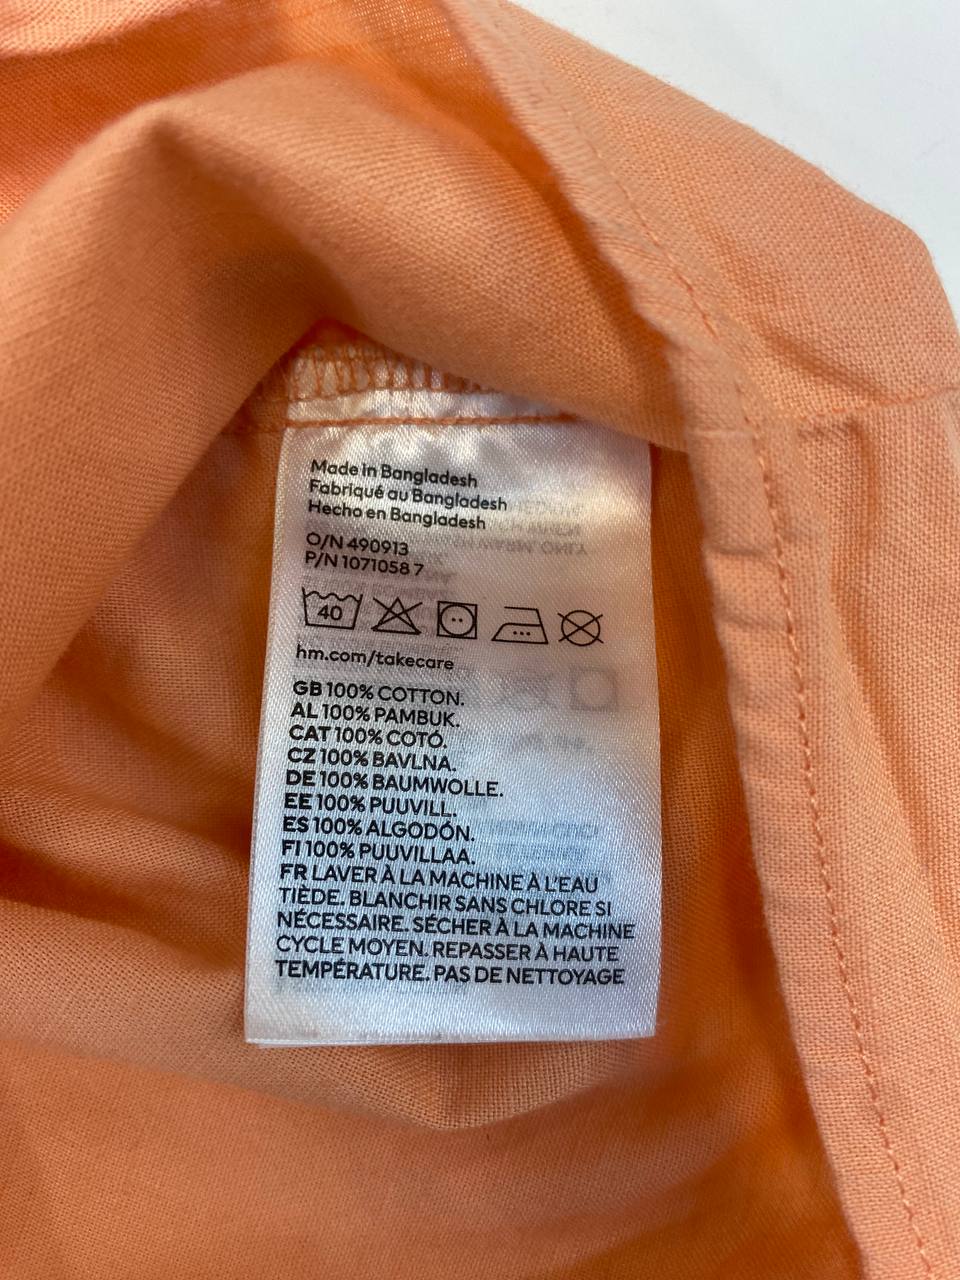 Made in Bangladesh
Fabriqué au Bangladesh
Hecho en Bangladesh
O/N 490913
P/N 1071058 7
40
hm.com/takecare
GB 100% COTTON.
AL 100% PAMBUK.
CAT 100% COTÓ.
CZ 100% BAVLNA.
DE 100% BAUMWOLLE.
EE 100% PUUVILL.
ES 100% ALGODÓN.
FI 100% PUUVILLAA.
FR LAVER À LA MACHINE À L'EAU
TIÈDE. BLANCHIR SANS CHLORE SI
NÉCESSAIRE. SÉCHER À LA MACHINE
CYCLE MOYEN. REPASSER À HAUTE
TEMPÉRATURE. PAS DE NETTOYAGE